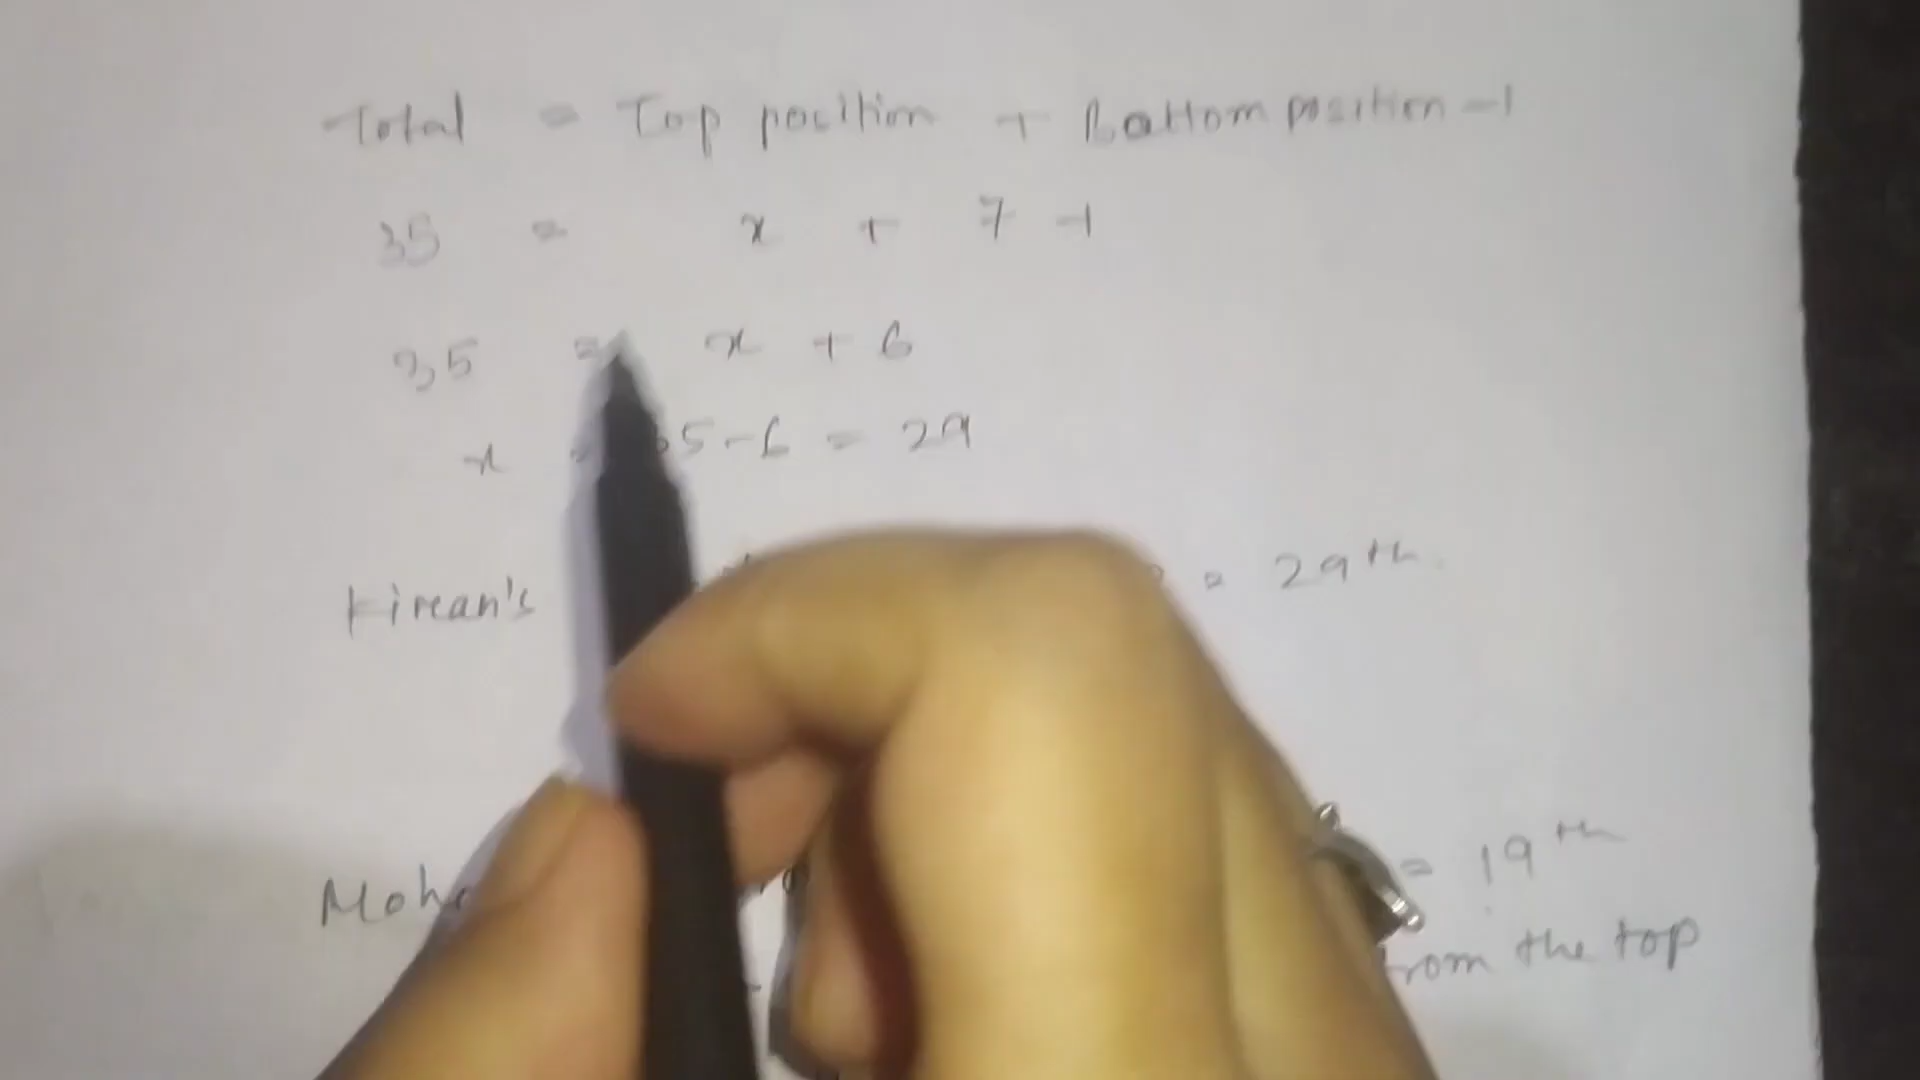 Total = Top position + Bottom position - 1
35 = x + 7 - 1
35 = x + 6
x = 35 - 6 = 29
Kiran's = 29th.
= 19th
from the top